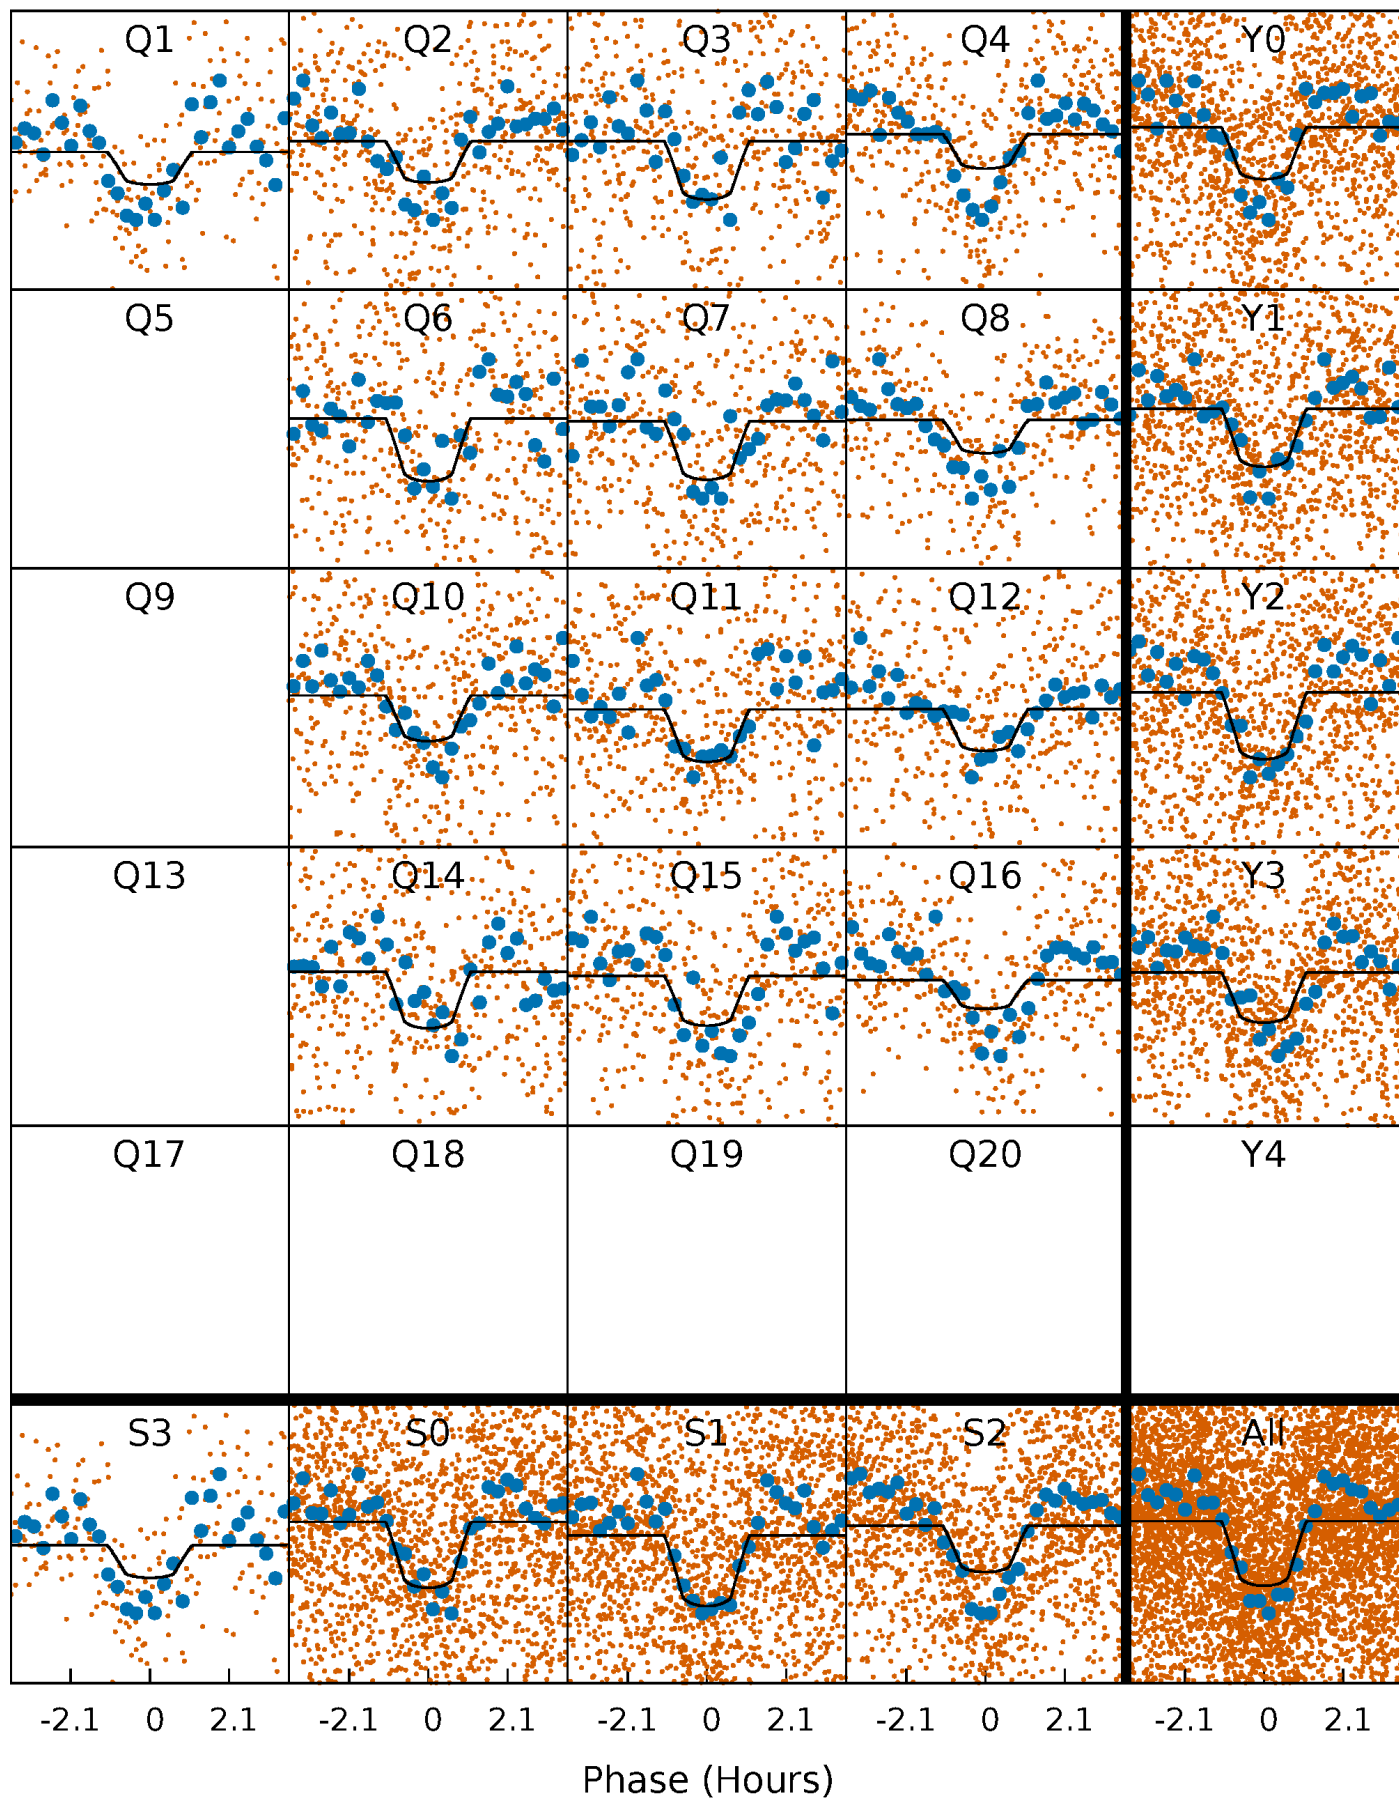 Q1 Q2 Q3 Q4 Y0
Q5 Q6 Q7 Q8 Y1
Q9 Q10 Q11 Q12 Y2
Q13 Q14 Q15 Q16 Y3
Q17 Q18 Q19 Q20 Y4
S3 S0 S1 S2 All
-2.1 0 2.1 -2.1 0 2.1 -2.1 0 2.1 -2.1 0 2.1 -2.1 0 2.1
Phase (Hours)